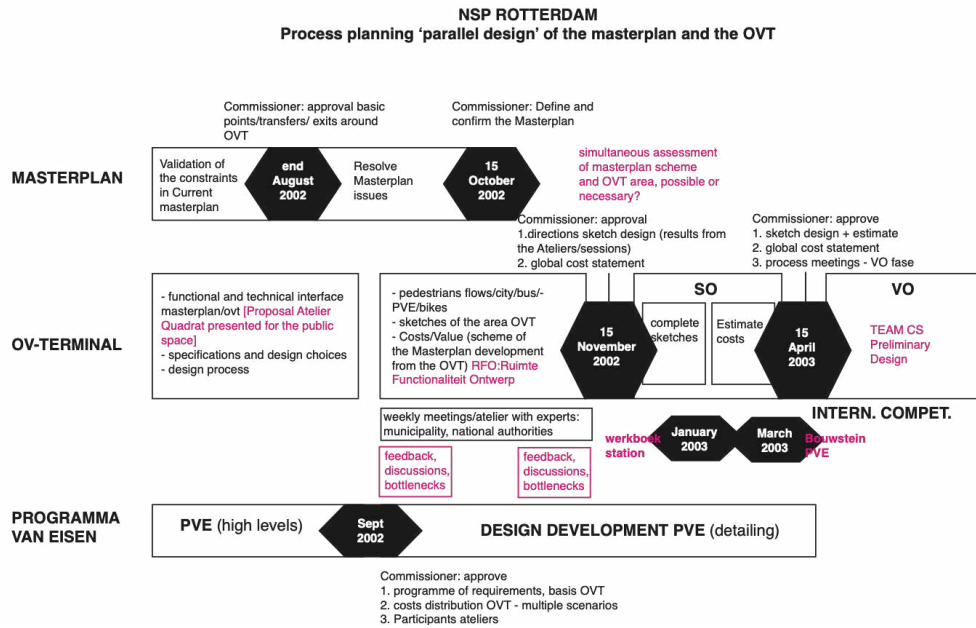 NSP ROTTERDAM
Process planning ‘parallel design’ of the masterplan and the OVT
Commissioner: approval basic
points/transfers/ exits around
OVT
Commissioner: Define and
confirm the Masterplan
MASTERPLAN
Validation of
the constraints
in Current
masterplan
end
August
2002
Resolve
Masterplan
issues
15
October
2002
simultaneous assessment
of masterplan scheme
and OVT area, possible or
necessary?
Commissioner: approval
1.directions sketch design (results from
the Ateliers/sessions)
2. global cost statement
Commissioner: approve
1. sketch design + estimate
2. global cost statement
3. process meetings - VO fase
OV-TERMINAL
- functional and technical interface
masterplan/ovt [Proposal Atelier
Quadrat presented for the public
space]
- specifications and design choices
- design process
- pedestrians flows/city/bus/-
PVE/bikes
- sketches of the area OVT
- Costs/Value (scheme of
the Masterplan development
from the OVT) RFO:Ruimte
Functionaliteit Ontwerp
15
November
2002
SO
complete
sketches
Estimate
costs
15
April
2003
VO
TEAM CS
Preliminary
Design
INTERN. COMPET.
weekly meetings/atelier with experts:
municipality, national authorities
werkboek
station
January
2003
March
2003
Bouwstein
PVE
feedback,
discussions,
bottlenecks
feedback,
discussions,
bottlenecks
PROGRAMMA
VAN EISEN
PVE (high levels)
Sept
2002
DESIGN DEVELOPMENT PVE (detailing)
Commissioner: approve
1. programme of requirements, basis OVT
2. costs distribution OVT - multiple scenarios
3. Participants ateliers